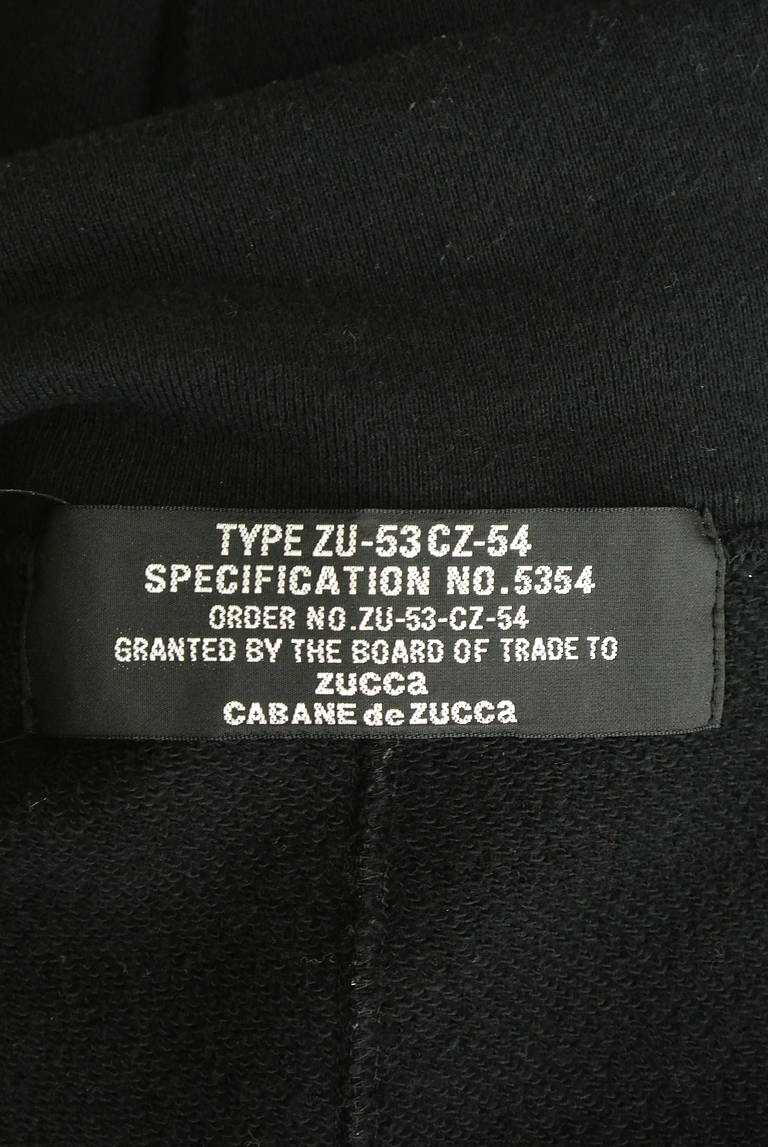 TYPE ZU-53CZ-54
SPECIFICATION NO.5354
ORDER NO.ZU-53-CZ-54
GRANTED BY THE BOARD OF TRADE TO
zucca
CABANE de zucca